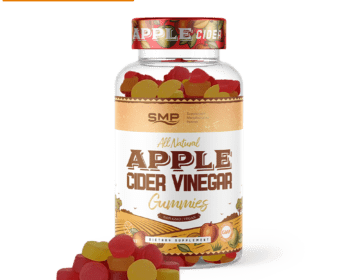 APPLE CIDER
SMP
All Natural
APPLE
CIDER VINEGAR
Gummies
DIETARY SUPPLEMENT